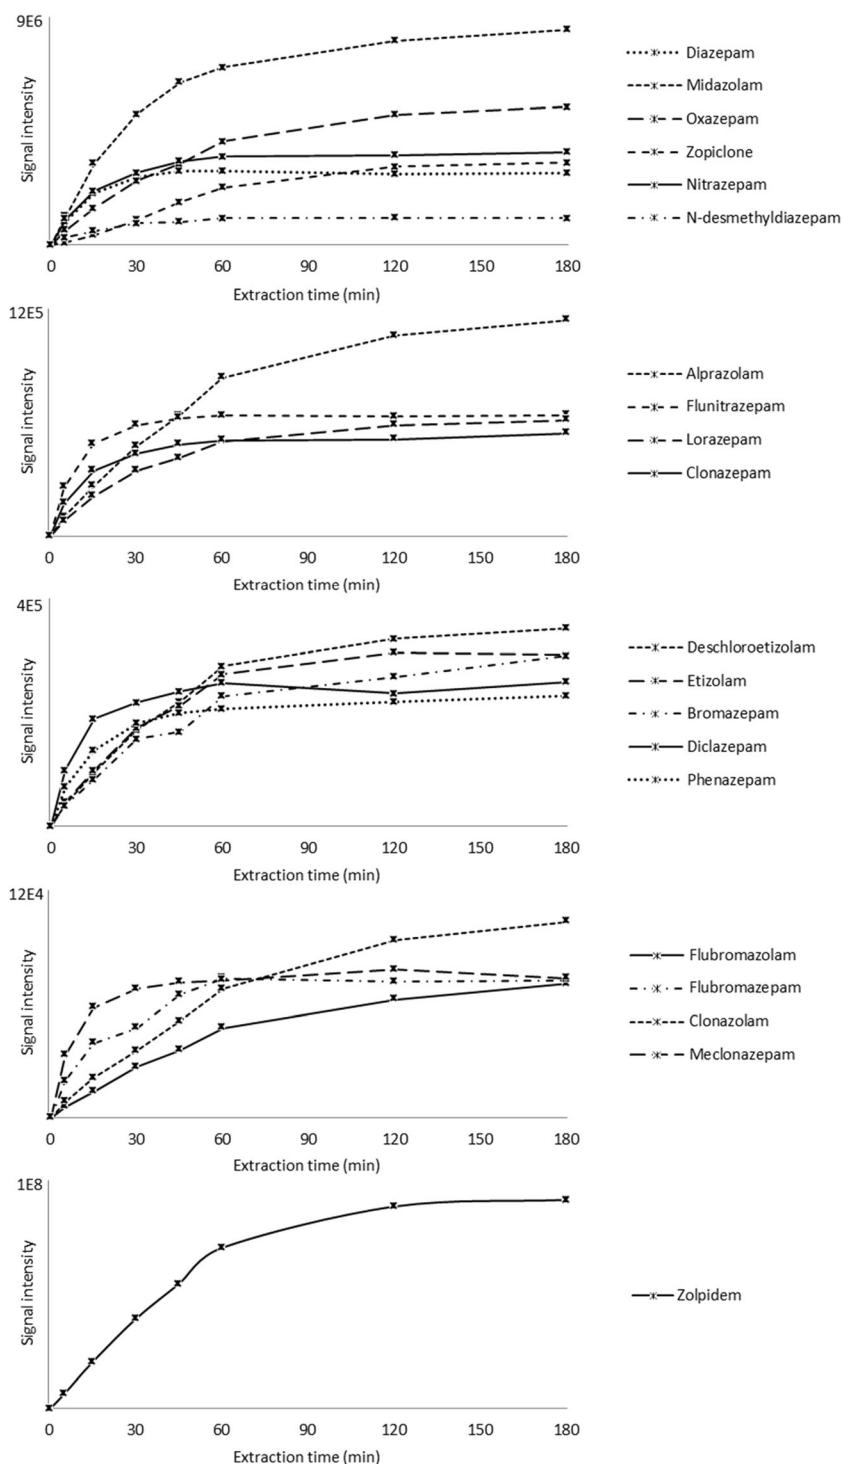 9E6
Signal intensity
0 30 60 90 120 150 180
Extraction time (min)
Diazepam
Midazolam
Oxazepam
Zopiclone
Nitrazepam
N-desmethyldiazepam
12E5
Signal intensity
0 30 60 90 120 150 180
Extraction time (min)
Alprazolam
Flunitrazepam
Lorazepam
Clonazepam
4E5
Signal intensity
0 30 60 90 120 150 180
Extraction time (min)
Deschloroetizolam
Etizolam
Bromazepam
Diclazepam
Phenazepam
12E4
Signal intensity
0 30 60 90 120 150 180
Extraction time (min)
Flubromazolam
Flubromazepam
Clonazolam
Meclonazepam
1E8
Signal intensity
0 30 60 90 120 150 180
Extraction time (min)
Zolpidem